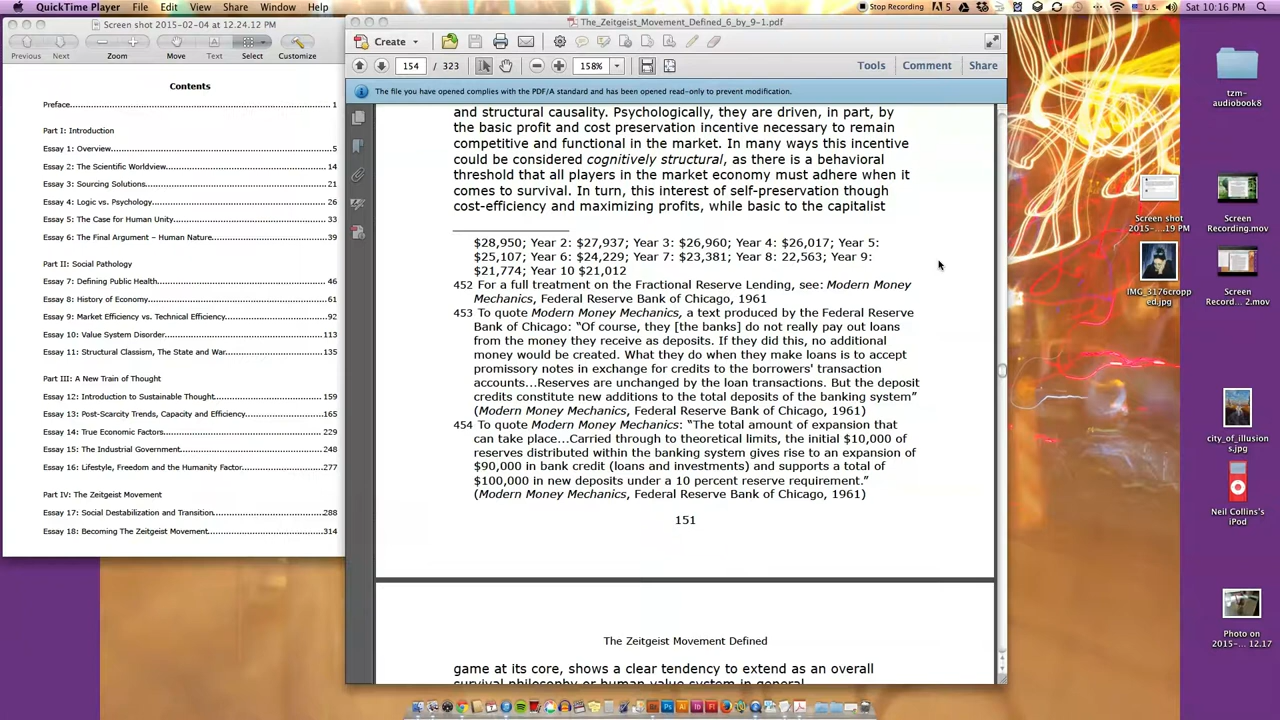 QuickTime Player File Edit View Share Window Help
Stop Recording 5 U.S. Sat 10:16 PM
Screen shot 2015-02-04 at 12.24.12 PM
Previous Next Zoom Move Text Select Customize
Contents
Preface 1
Part I: Introduction
Essay 1: Overview 5
Essay 2: The Scientific Worldview 14
Essay 3: Sourcing Solutions 21
Essay 4: Logic vs. Psychology 26
Essay 5: The Case for Human Unity 33
Essay 6: The Final Argument – Human Nature 39
Part II: Social Pathology
Essay 7: Defining Public Health 46
Essay 8: History of Economy 61
Essay 9: Market Efficiency vs. Technical Efficiency 92
Essay 10: Value System Disorder 113
Essay 11: Structural Classism, The State and War 135
Part III: A New Train of Thought
Essay 12: Introduction to Sustainable Thought 159
Essay 13: Post-Scarcity Trends, Capacity and Efficiency 165
Essay 14: True Economic Factors 229
Essay 15: The Industrial Government 248
Essay 16: Lifestyle, Freedom and the Humanity Factor 277
Part IV: The Zeitgeist Movement
Essay 17: Social Destabilization and Transition 288
Essay 18: Becoming The Zeitgeist Movement 314
The_Zeitgeist_Movement_Defined_6_by_9-1.pdf
Create
154 / 323 158% Tools Comment Share
The file you have opened complies with the PDF/A standard and has been opened read-only to prevent modification.
and structural causality. Psychologically, they are driven, in part, by
the basic profit and cost preservation incentive necessary to remain
competitive and functional in the market. In many ways this incentive
could be considered cognitively structural, as there is a behavioral
threshold that all players in the market economy must adhere when it
comes to survival. In turn, this interest of self-preservation though
cost-efficiency and maximizing profits, while basic to the capitalist
$28,950; Year 2: $27,937; Year 3: $26,960; Year 4: $26,017; Year 5:
$25,107; Year 6: $24,229; Year 7: $23,381; Year 8: 22,563; Year 9:
$21,774; Year 10 $21,012
452 For a full treatment on the Fractional Reserve Lending, see: Modern Money
Mechanics, Federal Reserve Bank of Chicago, 1961
453 To quote Modern Money Mechanics, a text produced by the Federal Reserve
Bank of Chicago: “Of course, they [the banks] do not really pay out loans
from the money they receive as deposits. If they did this, no additional
money would be created. What they do when they make loans is to accept
promissory notes in exchange for credits to the borrowers' transaction
accounts...Reserves are unchanged by the loan transactions. But the deposit
credits constitute new additions to the total deposits of the banking system”
(Modern Money Mechanics, Federal Reserve Bank of Chicago, 1961)
454 To quote Modern Money Mechanics: “The total amount of expansion that
can take place...Carried through to theoretical limits, the initial $10,000 of
reserves distributed within the banking system gives rise to an expansion of
$90,000 in bank credit (loans and investments) and supports a total of
$100,000 in new deposits under a 10 percent reserve requirement.”
(Modern Money Mechanics, Federal Reserve Bank of Chicago, 1961)
151
The Zeitgeist Movement Defined
game at its core, shows a clear tendency to extend as an overall
survival philosophy or human value system in general.
tzm-
audiobook8
Screen shot
2015-...19 PM
Screen
Recording.mov
IMG_3176cropp
ed.jpg
Screen
Record... 2.mov
city_of_illusion
s.jpg
Neil Collins's
iPod
Photo on
2015-... 12.17